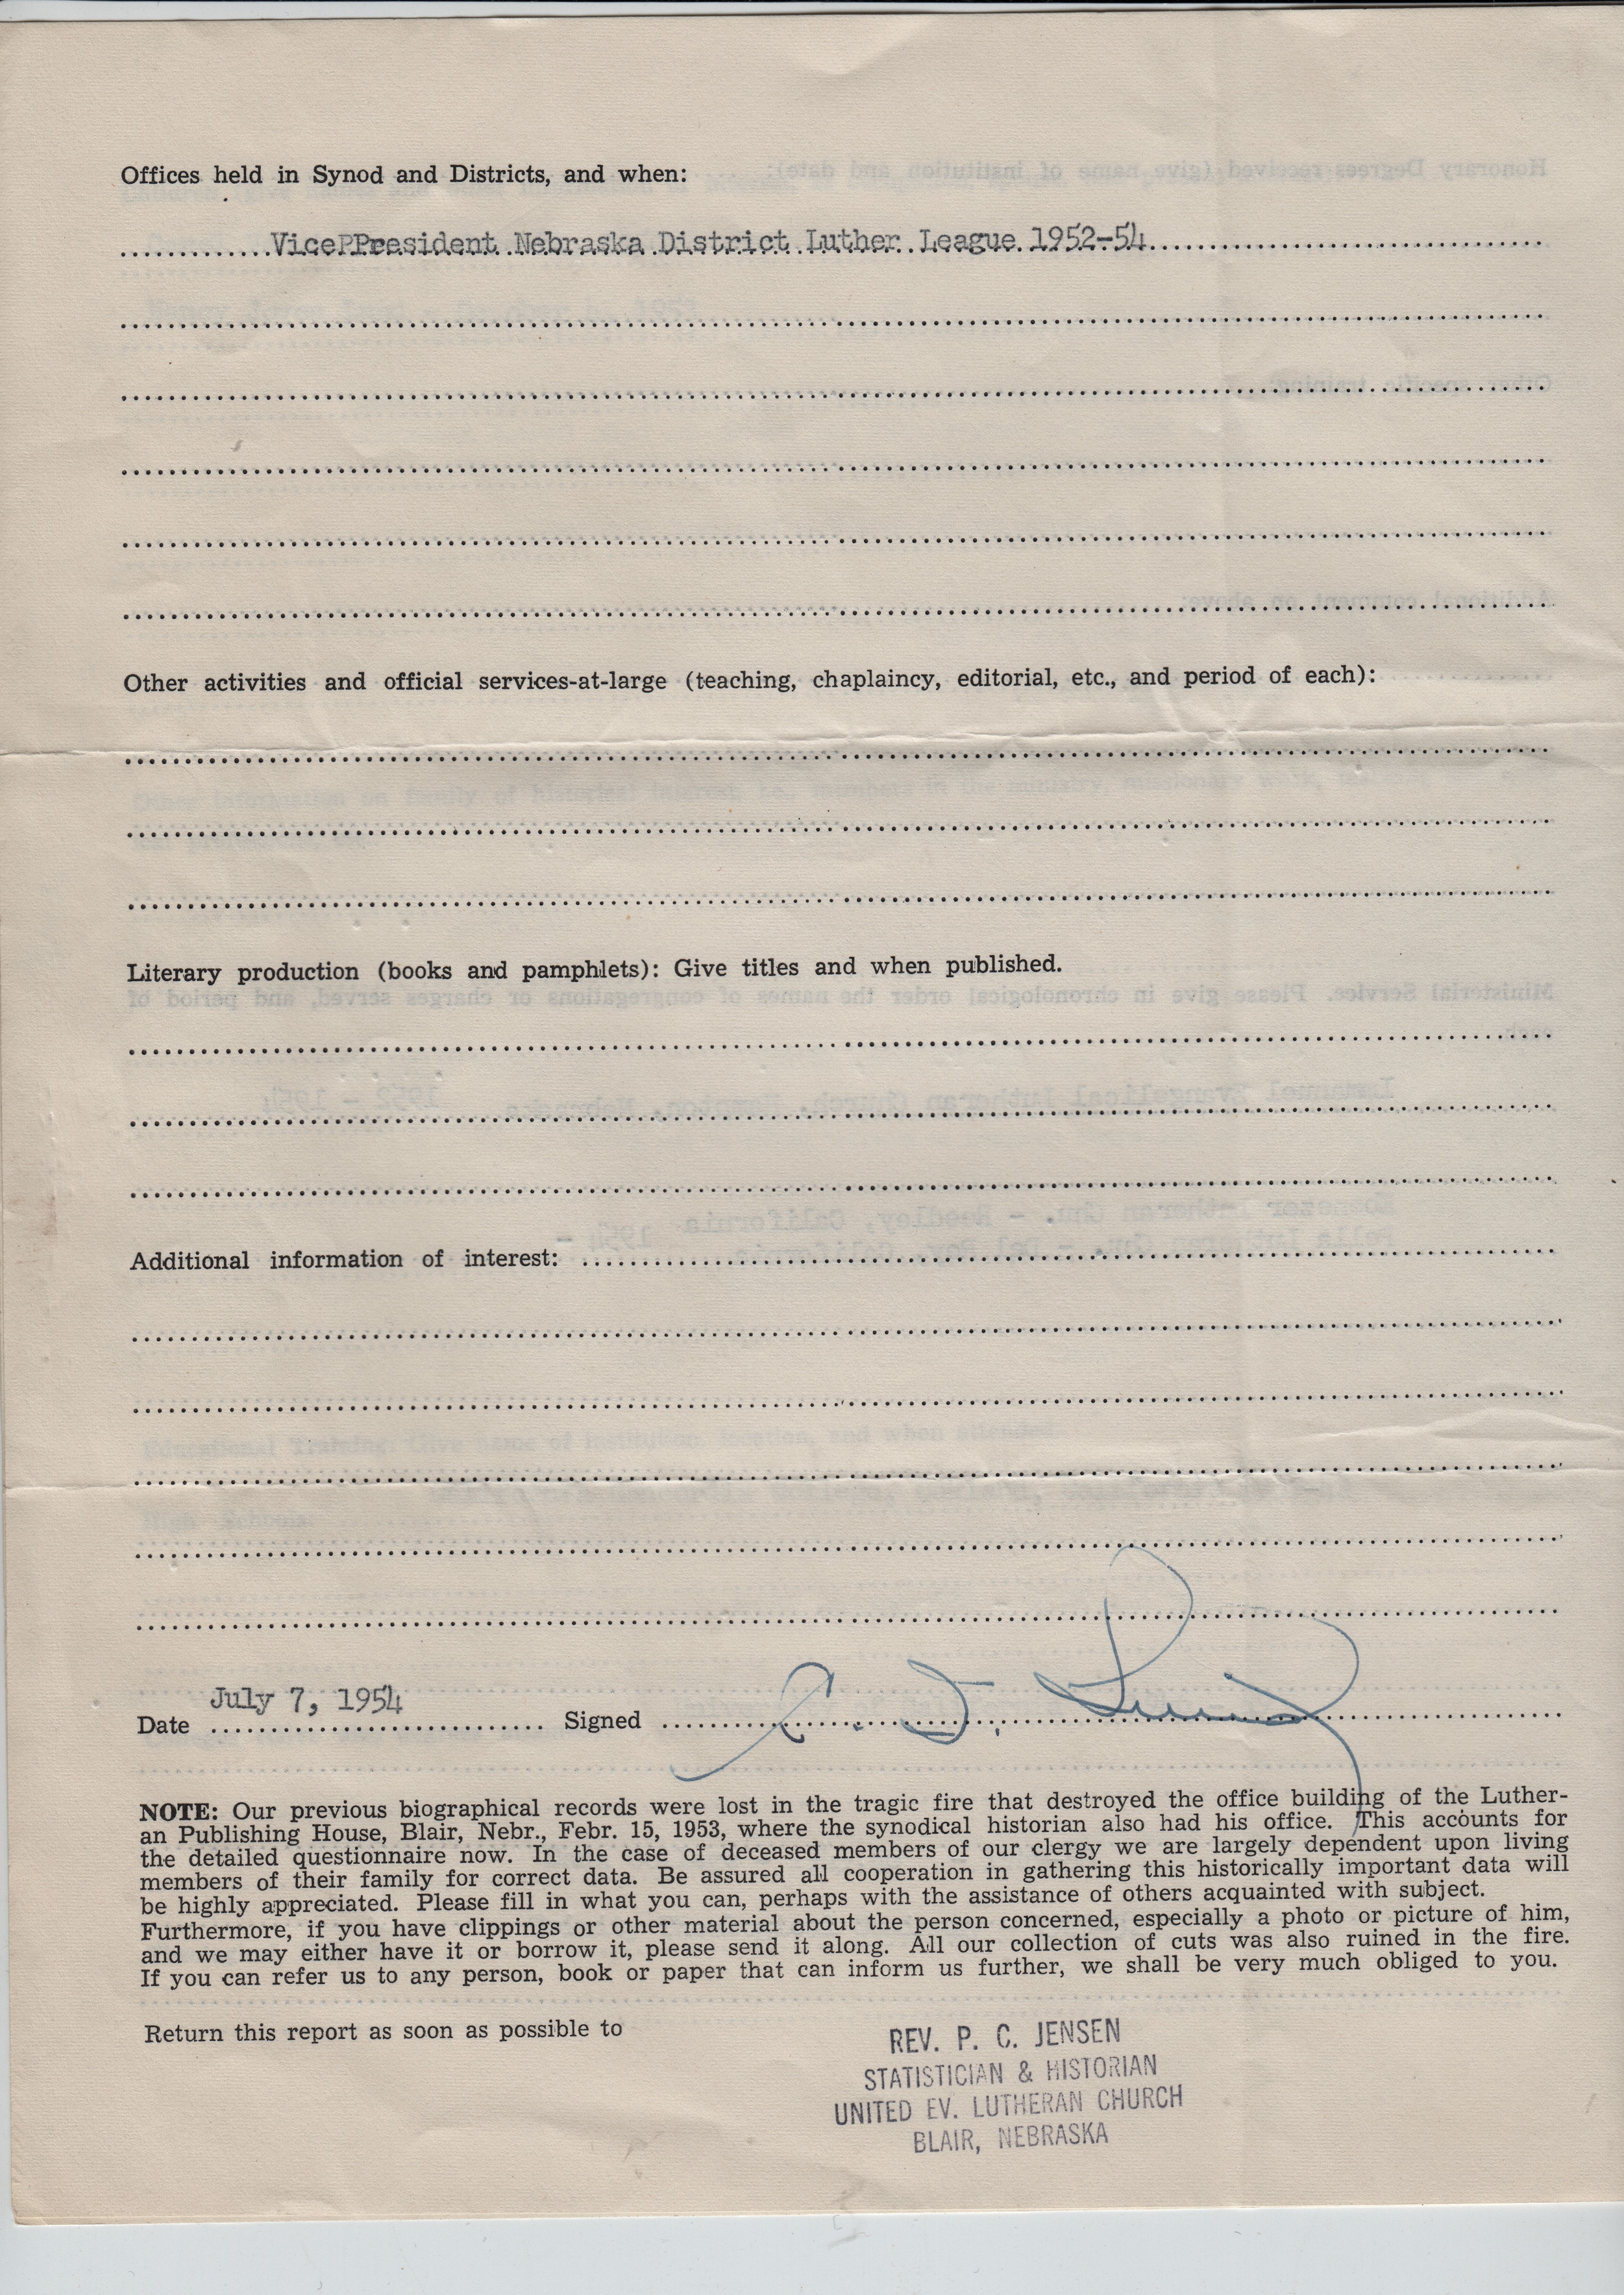 Offices held in Synod and Districts, and when:
VicePPresident Nebraska District Luther League 1952-54
Other activities and official services-at-large (teaching, chaplaincy, editorial, etc., and period of each):
Literary production (books and pamphlets): Give titles and when published.
Additional information of interest:
Date July 7, 1954 Signed
NOTE: Our previous biographical records were lost in the tragic fire that destroyed the office building of the Luther-
an Publishing House, Blair, Nebr., Febr. 15, 1953, where the synodical historian also had his office. This accounts for
the detailed questionnaire now. In the case of deceased members of our clergy we are largely dependent upon living
members of their family for correct data. Be assured all cooperation in gathering this historically important data will
be highly appreciated. Please fill in what you can, perhaps with the assistance of others acquainted with subject.
Furthermore, if you have clippings or other material about the person concerned, especially a photo or picture of him,
and we may either have it or borrow it, please send it along. All our collection of cuts was also ruined in the fire.
If you can refer us to any person, book or paper that can inform us further, we shall be very much obliged to you.
Return this report as soon as possible to
REV. P. C. JENSEN
STATISTICIAN & HISTORIAN
UNITED EV. LUTHERAN CHURCH
BLAIR, NEBRASKA